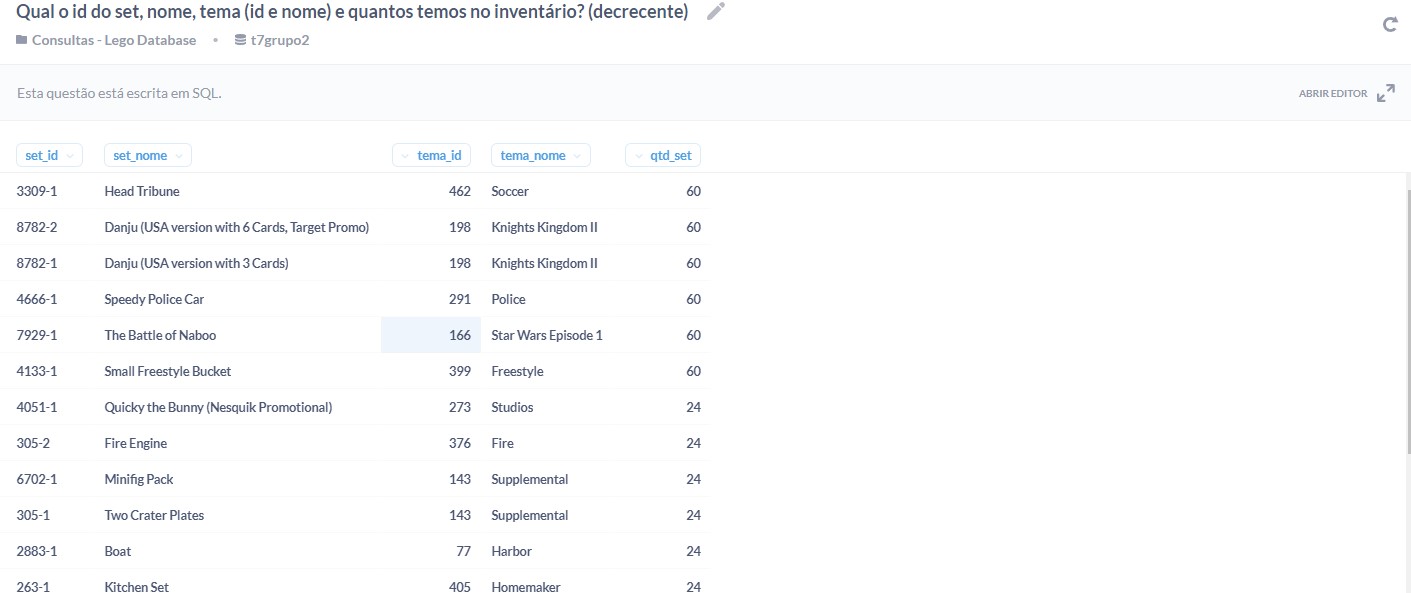 Qual o id do set, nome, tema (id e nome) e quantos temos no inventário? (decrecente)
Consultas - Lego Database • t7grupo2
Esta questão está escrita em SQL. ABRIR EDITOR
set_id set_nome tema_id tema_nome qtd_set
3309-1 Head Tribune 462 Soccer 60
8782-2 Danju (USA version with 6 Cards, Target Promo) 198 Knights Kingdom II 60
8782-1 Danju (USA version with 3 Cards) 198 Knights Kingdom II 60
4666-1 Speedy Police Car 291 Police 60
7929-1 The Battle of Naboo 166 Star Wars Episode 1 60
4133-1 Small Freestyle Bucket 399 Freestyle 60
4051-1 Quicky the Bunny (Nesquik Promotional) 273 Studios 24
305-2 Fire Engine 376 Fire 24
6702-1 Minifig Pack 143 Supplemental 24
305-1 Two Crater Plates 143 Supplemental 24
2883-1 Boat 77 Harbor 24
263-1 Kitchen Set 405 Homemaker 24